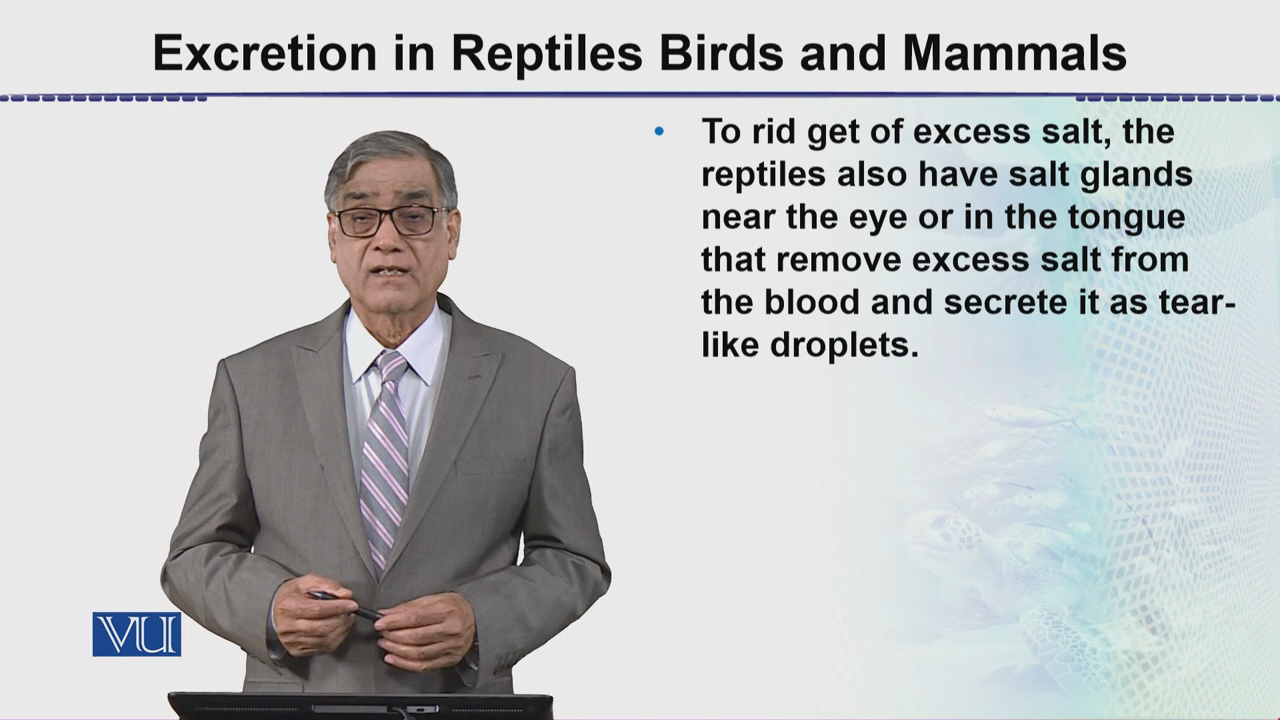 Excretion in Reptiles Birds and Mammals
• To rid get of excess salt, the
reptiles also have salt glands
near the eye or in the tongue
that remove excess salt from
the blood and secrete it as tear-
like droplets.
VU